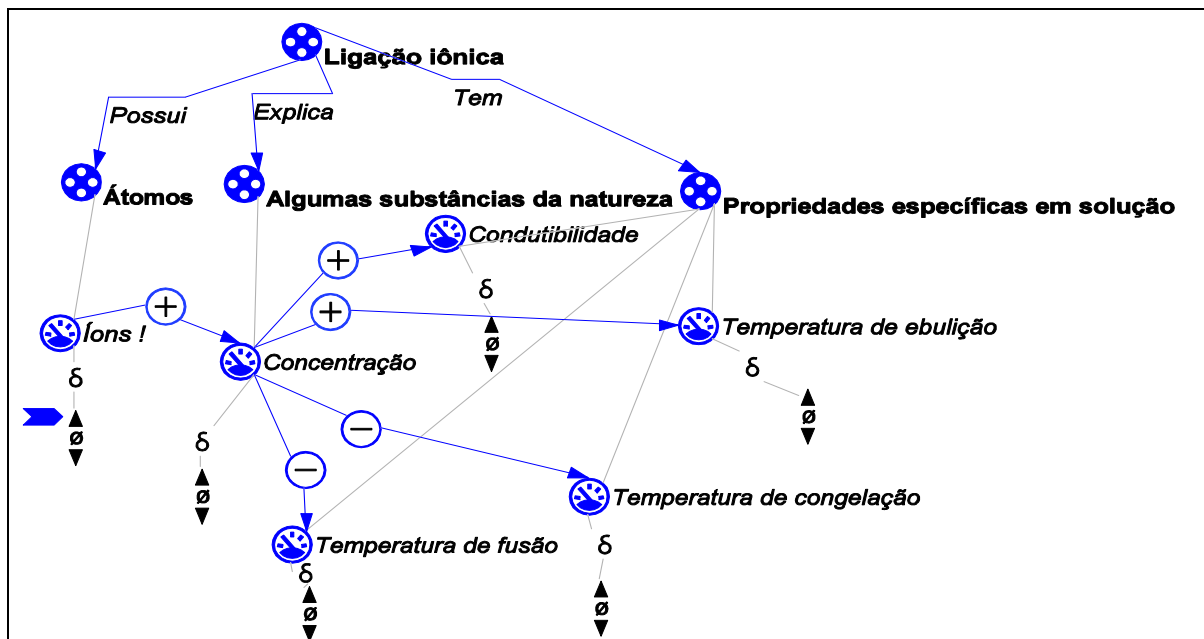 Ligação iônica
Possui
Explica
Tem
Átomos
Algumas substâncias da natureza
Propriedades específicas em solução
Condutibilidade
+
δ
+
+
Íons !
Temperatura de ebulição
ø
Concentração
δ
δ
ø
ø
−
δ
−
ø
Temperatura de congelação
Temperatura de fusão
δ
δ
ø
ø